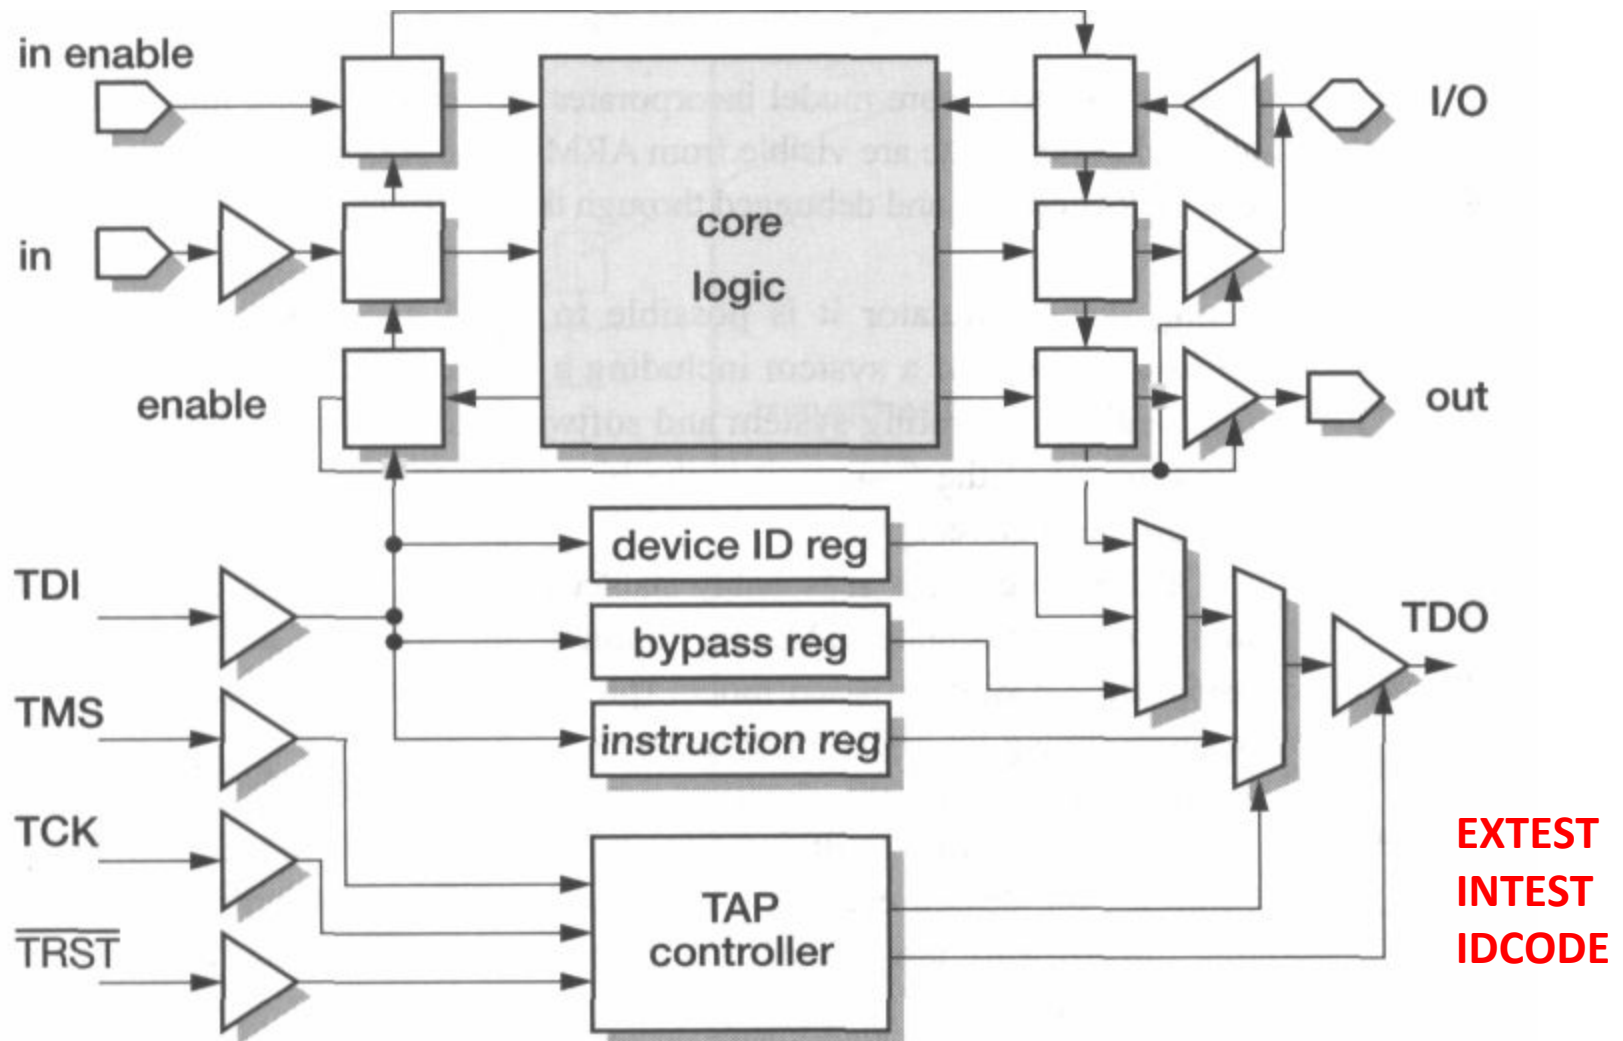 in enable
I/O
in
core
logic
enable
out
device ID reg
TDI
bypass reg
TDO
TMS
instruction reg
TCK
EXTEST
TAP
INTEST
controller
TRST
IDCODE